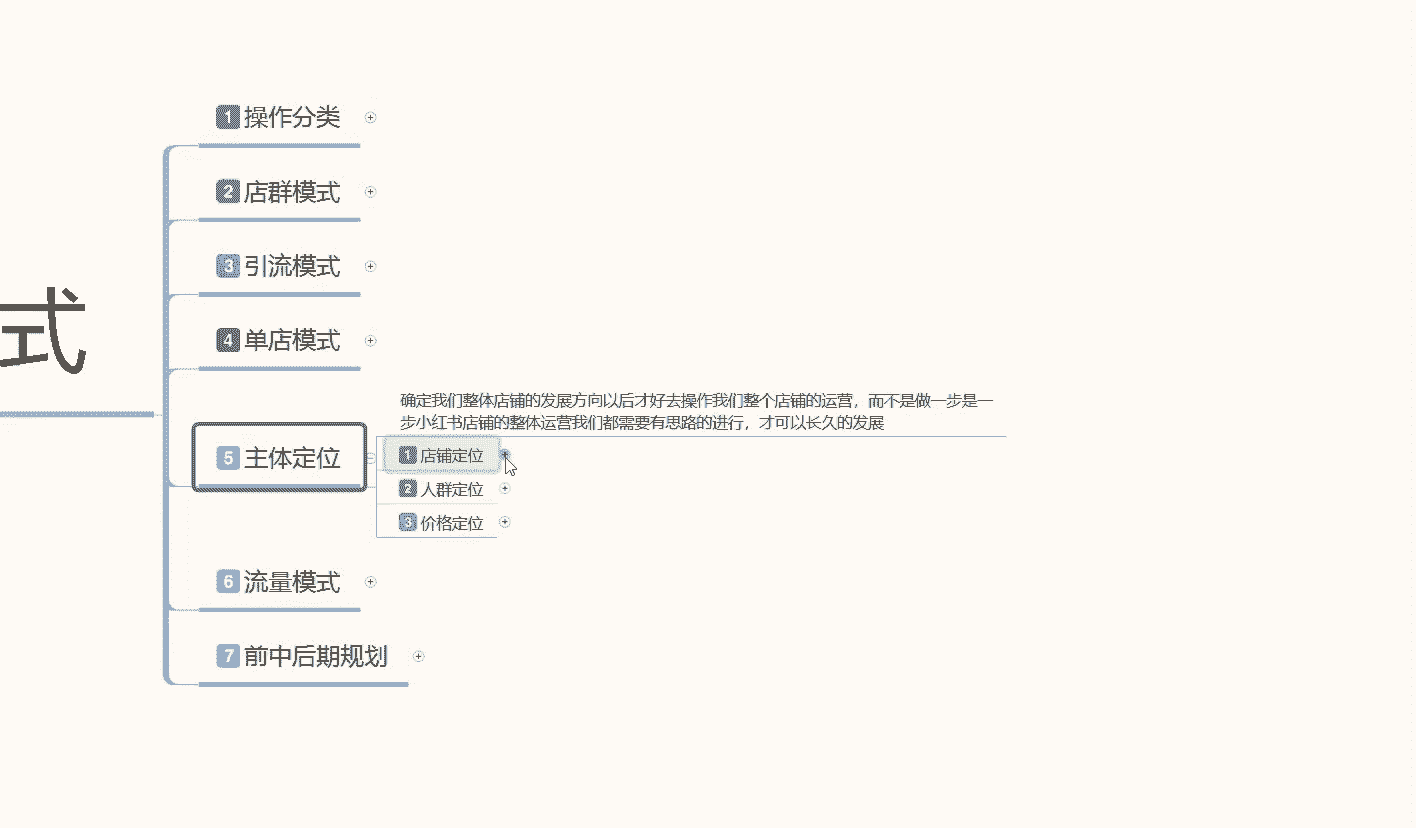 式
1 操作分类
2 店群模式
3 引流模式
4 单店模式
确定我们整体店铺的发展方向以后才好去操作我们整个店铺的运营，而不是做一步是一
步小红书店铺的整体运营我们都需要有思路的进行，才可以长久的发展
5 主体定位
1 店铺定位
2 人群定位
3 价格定位
6 流量模式
7 前中后期规划